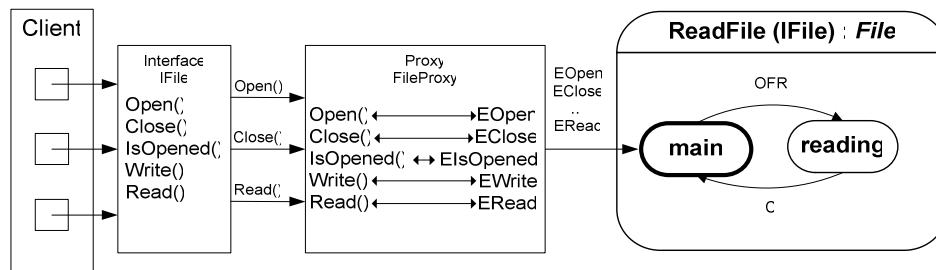 Client
Interface
IFile
Open()
Close()
IsOpened()
Write()
Read()
Open()
Close()
Read()
Proxy
FileProxy
Open() EOpen
Close() EClose
IsOpened() EIsOpened
Write() EWrite
Read() ERead
EOpen
EClose
..
ERead
ReadFile (IFile) : File
OFR
main
reading
C